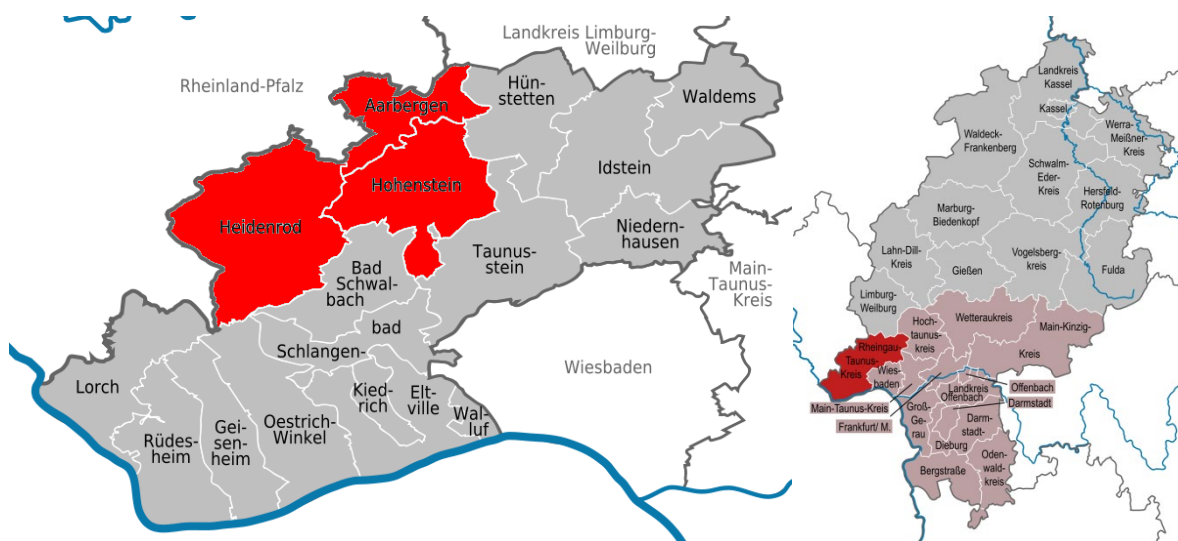 Landkreis Limburg-
Weilburg
Rheinland-Pfalz
Aarbergen
Hün-
stetten
Waldems
Idstein
Hohenstein
Heidenrod
Niedern-
hausen
Taunus-
stein
Bad
Schwal-
bach
Main-
Taunus-
Kreis
bad
Schlangen-
Wiesbaden
Lorch
Kied-
rich
Elt-
ville
Wal-
luf
Oestrich-
Winkel
Gei-
sen-
heim
Rüdes-
heim
Landkreis
Kassel
Kassel
Werra-
Meißner-
Kreis
Waldeck-
Frankenberg
Schwalm-
Eder-
Kreis
Hersfeld-
Rotenburg
Marburg-
Biedenkopf
Lahn-Dill-
Kreis
Gießen
Vogelsberg-
kreis
Fulda
Limburg-
Weilburg
Hoch-
taunus-
kreis
Wetteraukreis
Main-Kinzig-
Kreis
Rheingau-
Taunus-
Kreis
Wies-
baden
Main-Taunus-Kreis
Frankfurt/ M.
Landkreis
Offenbach
Offenbach
Darmstadt
Groß-
Gerau
Darm-
stadt-
Dieburg
Bergstraße
Oden-
wald-
kreis